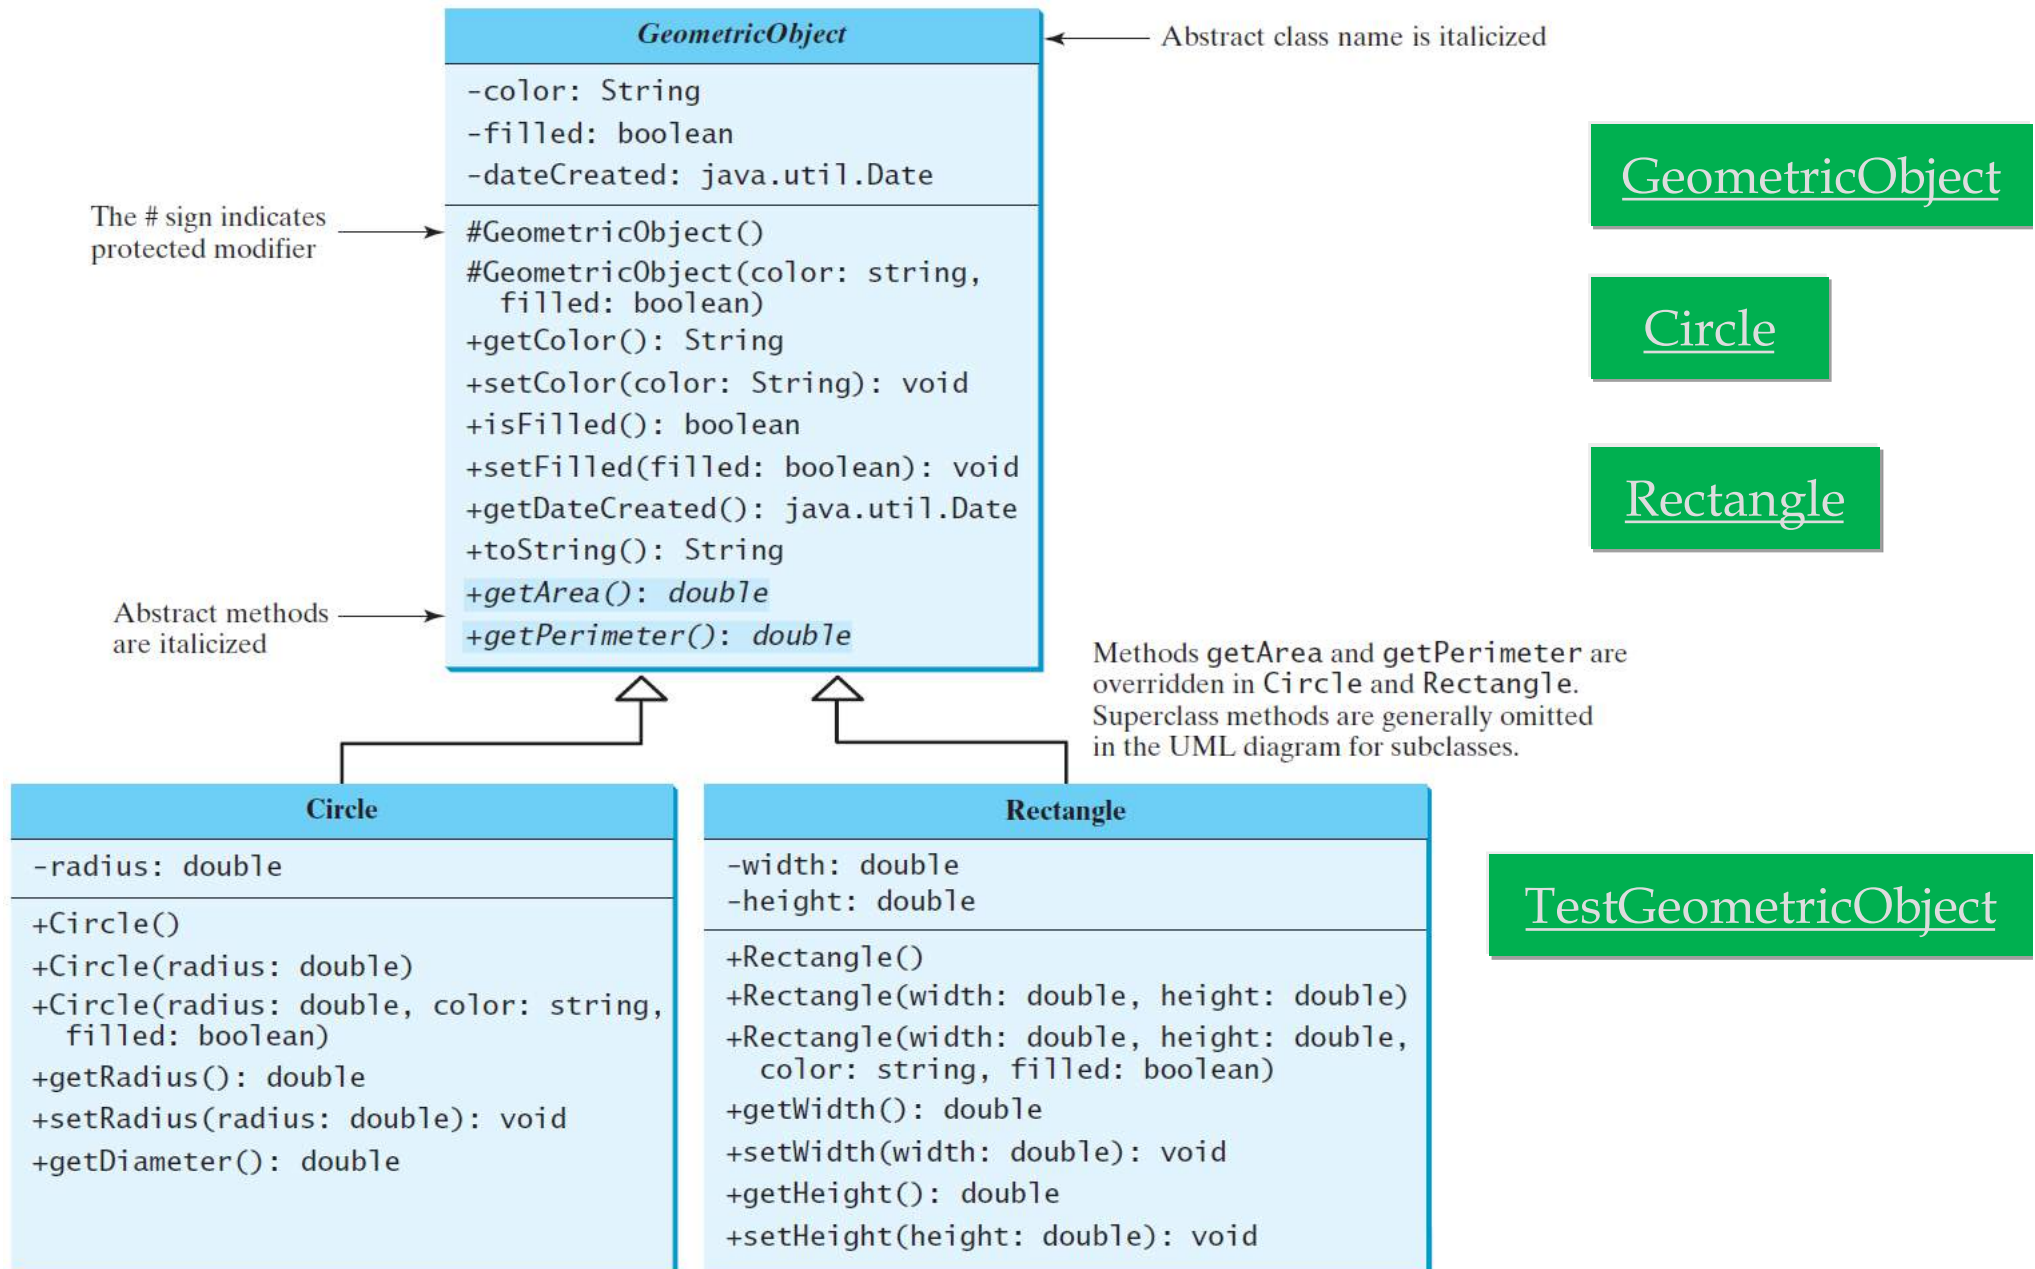 GeometricObject
Abstract class name is italicized
-color: String
-filled: boolean
-dateCreated: java.util.Date
The # sign indicates
protected modifier
#GeometricObject()
#GeometricObject(color: string,
filled: boolean)
+getColor(): String
+setColor(color: String): void
+isFilled(): boolean
+setFilled(filled: boolean): void
+getDateCreated(): java.util.Date
+toString(): String
+getArea(): double
+getPerimeter(): double
Abstract methods
are italicized
Methods getArea and getPerimeter are
overridden in Circle and Rectangle.
Superclass methods are generally omitted
in the UML diagram for subclasses.
Circle
-radius: double
+Circle()
+Circle(radius: double)
+Circle(radius: double, color: string,
filled: boolean)
+getRadius(): double
+setRadius(radius: double): void
+getDiameter(): double
Rectangle
-width: double
-height: double
+Rectangle()
+Rectangle(width: double, height: double)
+Rectangle(width: double, height: double,
color: string, filled: boolean)
+getWidth(): double
+setWidth(width: double): void
+getHeight(): double
+setHeight(height: double): void
GeometricObject
Circle
Rectangle
TestGeometricObject